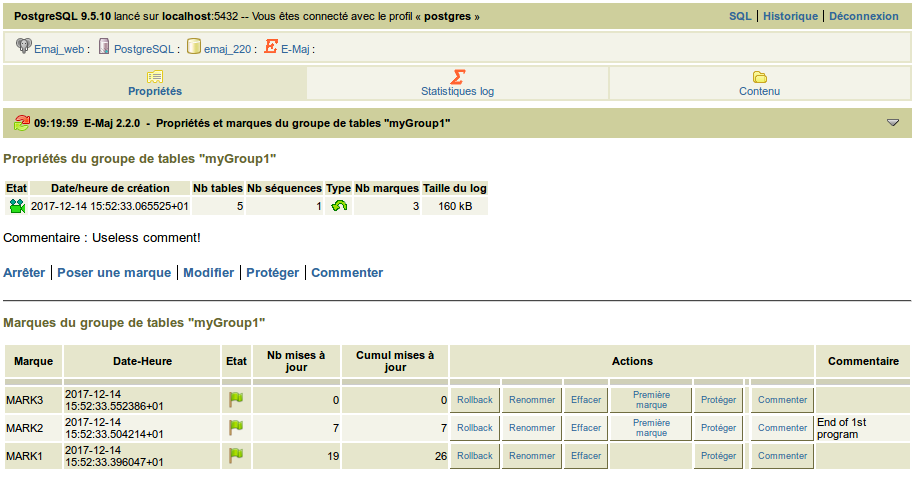 PostgreSQL 9.5.10 lancé sur localhost:5432 -- Vous êtes connecté avec le profil « postgres » SQL | Historique | Déconnexion
Emaj_web : PostgreSQL : emaj_220 : E-Maj :
Propriétés Statistiques log Contenu
09:19:59 E-Maj 2.2.0 - Propriétés et marques du groupe de tables "myGroup1"
Propriétés du groupe de tables "myGroup1"
Etat Date/heure de création Nb tables Nb séquences Type Nb marques Taille du log
2017-12-14 15:52:33.065525+01 5 1 3 160 kB
Commentaire : Useless comment!
Arrêter | Poser une marque | Modifier | Protéger | Commenter
Marques du groupe de tables "myGroup1"
Marque Date-Heure Etat Nb mises à jour Cumul mises à jour Actions Commentaire
MARK3 2017-12-14 15:52:33.552386+01 0 0 Rollback Renommer Effacer Première marque Protéger Commenter
MARK2 2017-12-14 15:52:33.504214+01 7 7 Rollback Renommer Effacer Première marque Protéger Commenter End of 1st program
MARK1 2017-12-14 15:52:33.396047+01 19 26 Rollback Renommer Effacer Protéger Commenter